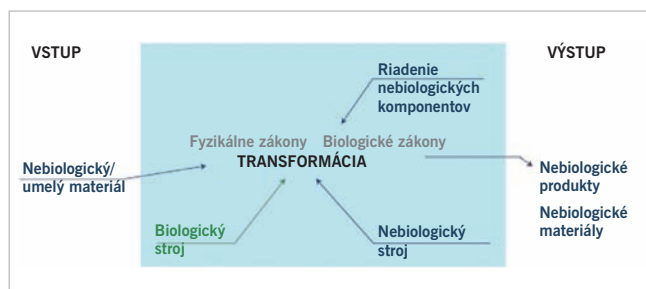 VSTUP
VÝSTUP
Riadenie
nebiologických
komponentov
Fyzikálne zákony Biologické zákony
TRANSFORMÁCIA
Nebiologický/
umelý materiál
Nebiologické
produkty
Nebiologické
materiály
Biologický
stroj
Nebiologický
stroj